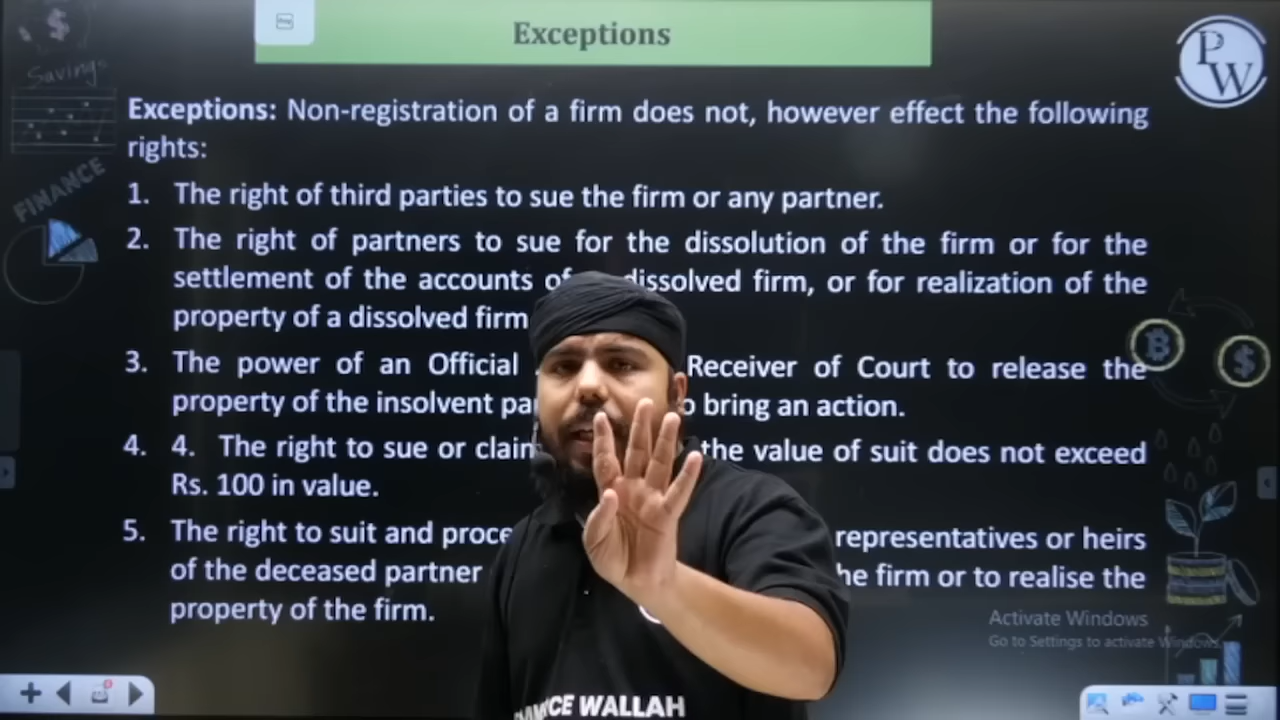 Exceptions
P
W
Savings
FINANCE
Exceptions: Non-registration of a firm does not, however effect the following
rights:
1. The right of third parties to sue the firm or any partner.
2. The right of partners to sue for the dissolution of the firm or for the
settlement of the accounts of dissolved firm, or for realization of the
property of a dissolved firm
3. The power of an Official Receiver of Court to release the
property of the insolvent bring an action.
4. 4. The right to sue or claim the value of suit does not exceed
Rs. 100 in value.
5. The right to suit and representatives or heirs
of the deceased partner firm or to realise the
property of the firm.
Activate Windows
Go to Settings to activate Windows.
WALLAH